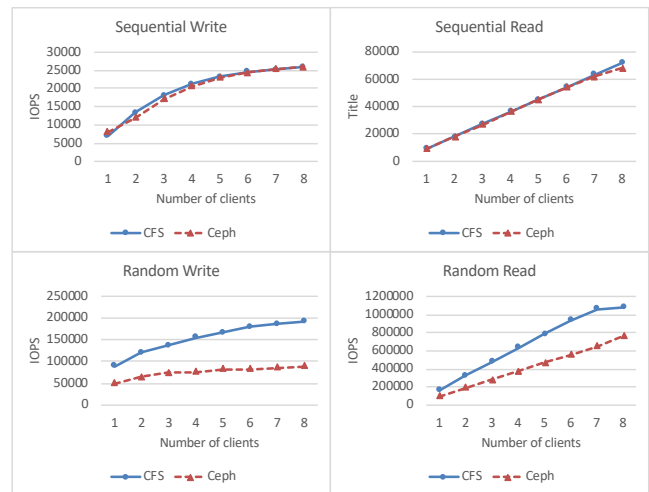 Sequential Write
30000
25000
20000
15000
10000
5000
0
IOPS
1 2 3 4 5 6 7 8
Number of clients
CFS Ceph
Sequential Read
80000
60000
40000
20000
0
Title
1 2 3 4 5 6 7 8
Number of clients
CFS Ceph
Random Write
250000
200000
150000
100000
50000
0
IOPS
1 2 3 4 5 6 7 8
Number of clients
CFS Ceph
Random Read
1200000
1000000
800000
600000
400000
200000
0
IOPS
1 2 3 4 5 6 7 8
Number of clients
CFS Ceph